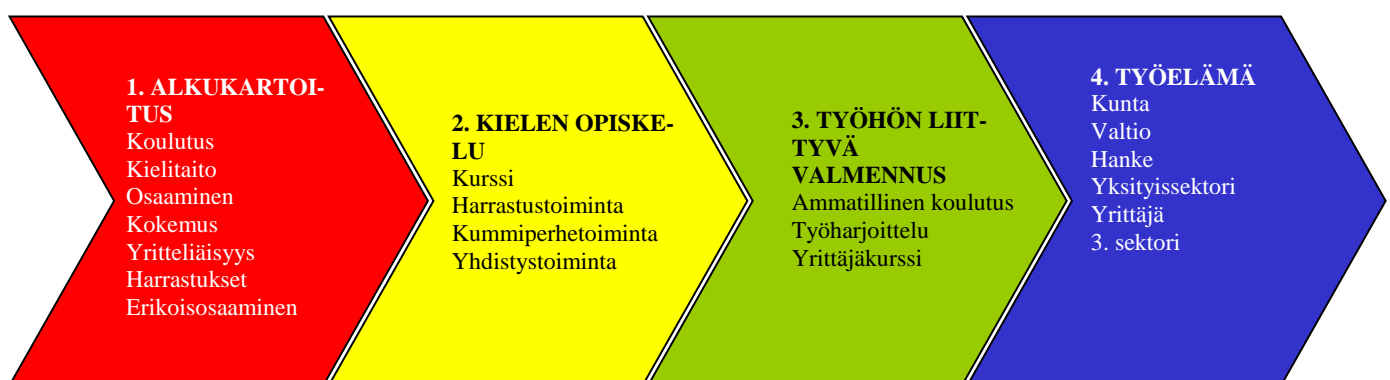 1. ALKUKARTOI-
TUS
Koulutus
Kielitaito
Osaaminen
Kokemus
Yritteliäisyys
Harrastukset
Erikoisosaaminen
2. KIELEN OPISKE-
LU
Kurssi
Harrastustoiminta
Kummiperhetoiminta
Yhdistystoiminta
3. TYÖHÖN LIIT-
TYVÄ
VALMENNUS
Ammatillinen koulutus
Työharjoittelu
Yrittäjäkurssi
4. TYÖELÄMÄ
Kunta
Valtio
Hanke
Yksityissektori
Yrittäjä
3. sektori